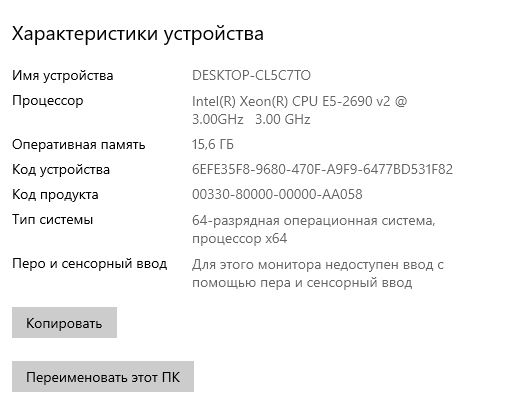 Характеристики устройства
Имя устройства DESKTOP-CL5C7TO
Процессор Intel(R) Xeon(R) CPU E5-2690 v2 @
3.00GHz 3.00 GHz
Оперативная память 15,6 ГБ
Код устройства 6EFE35F8-9680-470F-A9F9-6477BD531F82
Код продукта 00330-80000-00000-AA058
Тип системы 64-разрядная операционная система,
процессор x64
Перо и сенсорный ввод Для этого монитора недоступен ввод с
помощью пера и сенсорный ввод
Копировать
Переименовать этот ПК